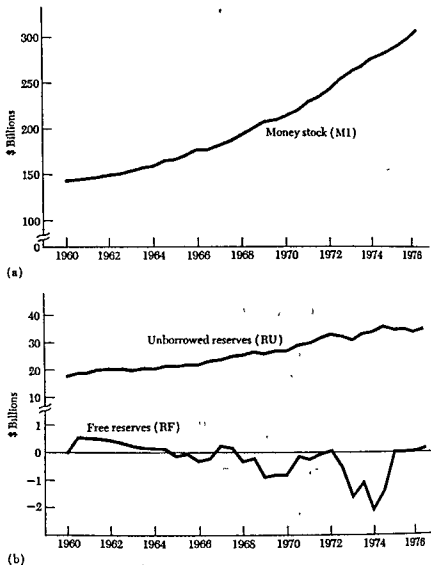 300
250
200
150
100
0
$ Billions
Money stock (M1)
1960 1962 1964 1966 1968 1970 1972 1974 1976
(a)
40
30
20
1
0
−1
−2
$ Billions
Unborrowed reserves (RU)
Free reserves (RF)
1960 1962 1964 1966 1968 1970 1972 1974 1976
(b)